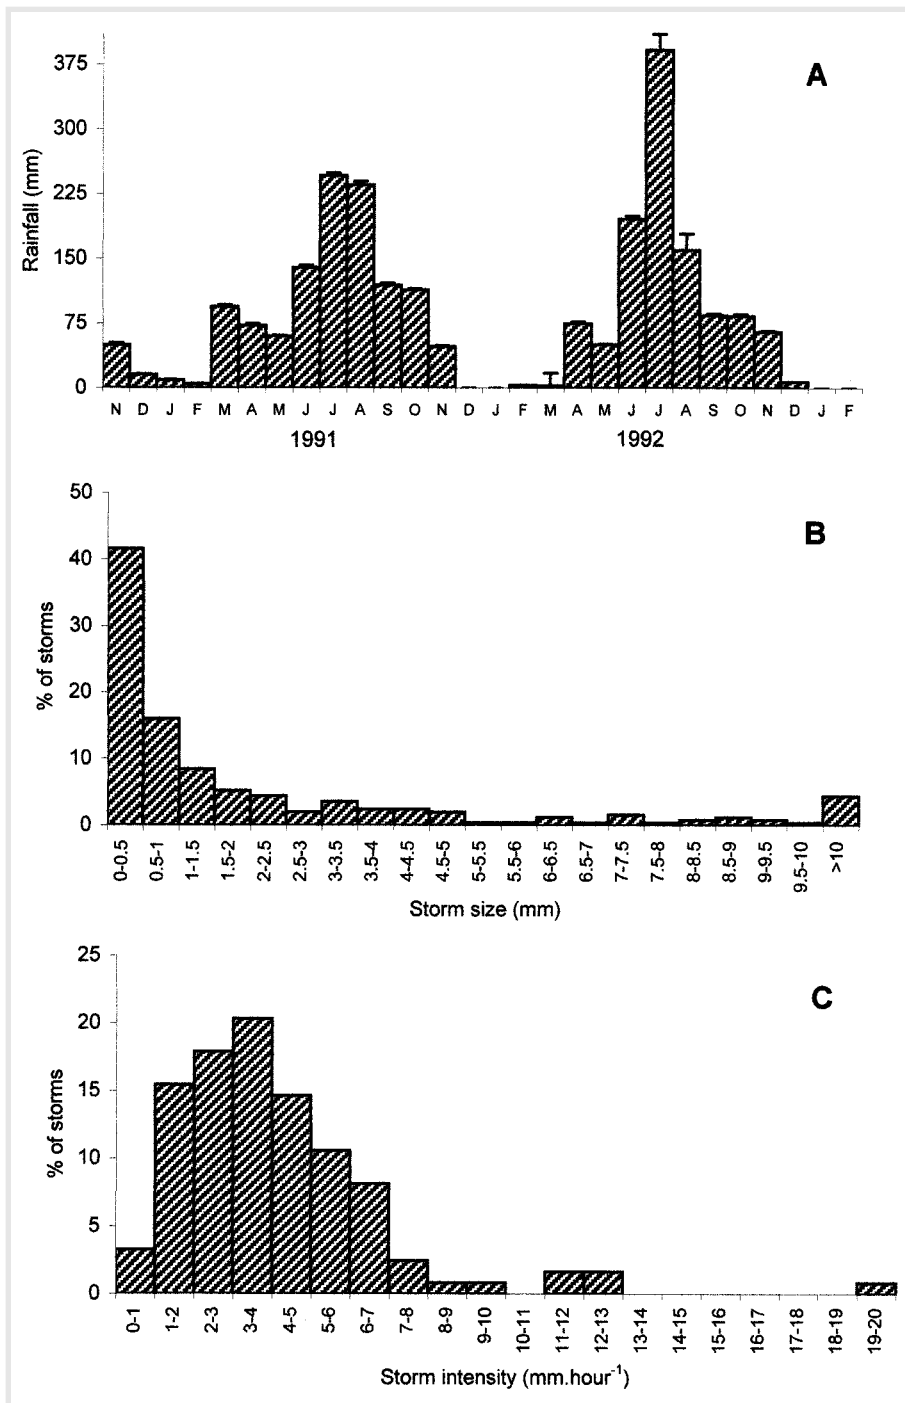 A
Rainfall (mm)
375
300
225
150
75
0
N D J F M A M J J A S O N D J F M A M J J A S O N D J F
1991 1992
B
% of storms
50
40
30
20
10
0
0-0.5 0.5-1 1-1.5 1.5-2 2-2.5 2.5-3 3-3.5 3.5-4 4-4.5 4.5-5 5-5.5 5.5-6 6-6.5 6.5-7 7-7.5 7.5-8 8-8.5 8.5-9 9-9.5 9.5-10 >10
Storm size (mm)
C
% of storms
25
20
15
10
5
0
0-1 1-2 2-3 3-4 4-5 5-6 6-7 7-8 8-9 9-10 10-11 11-12 12-13 13-14 14-15 15-16 16-17 17-18 18-19 19-20
Storm intensity (mm.hour⁻¹)